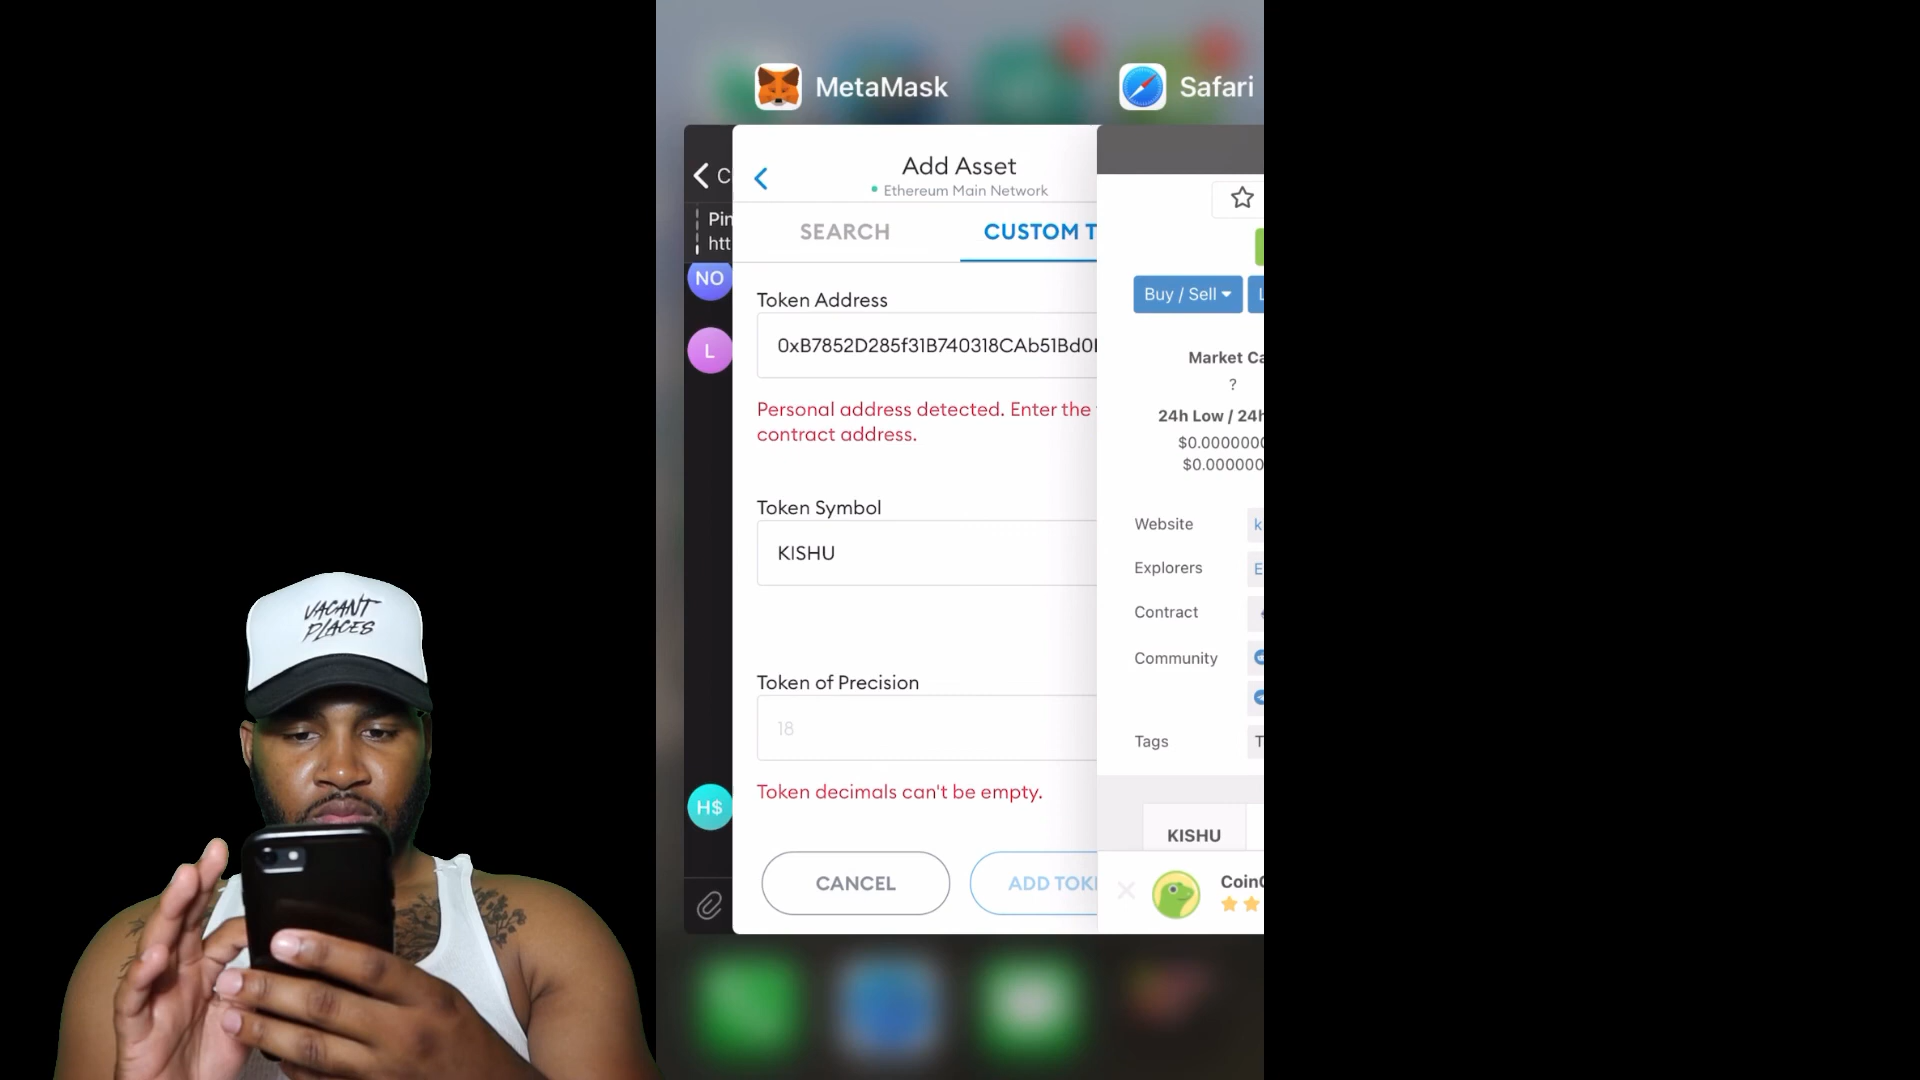 MetaMask
Safari
Add Asset
Ethereum Main Network
SEARCH
CUSTOM T
C
Pin
htt
NO
L
H$
Token Address
0xB7852D285f31B740318CAb51Bd0
Personal address detected. Enter the
contract address.
Token Symbol
KISHU
Token of Precision
18
Token decimals can't be empty.
CANCEL
ADD TOK
Buy / Sell
L
Market Ca
?
24h Low / 24h
$0.0000000
$0.000000
Website
k
Explorers
E
Contract
Community
Tags
T
KISHU
Coin
VACANT
PLACES